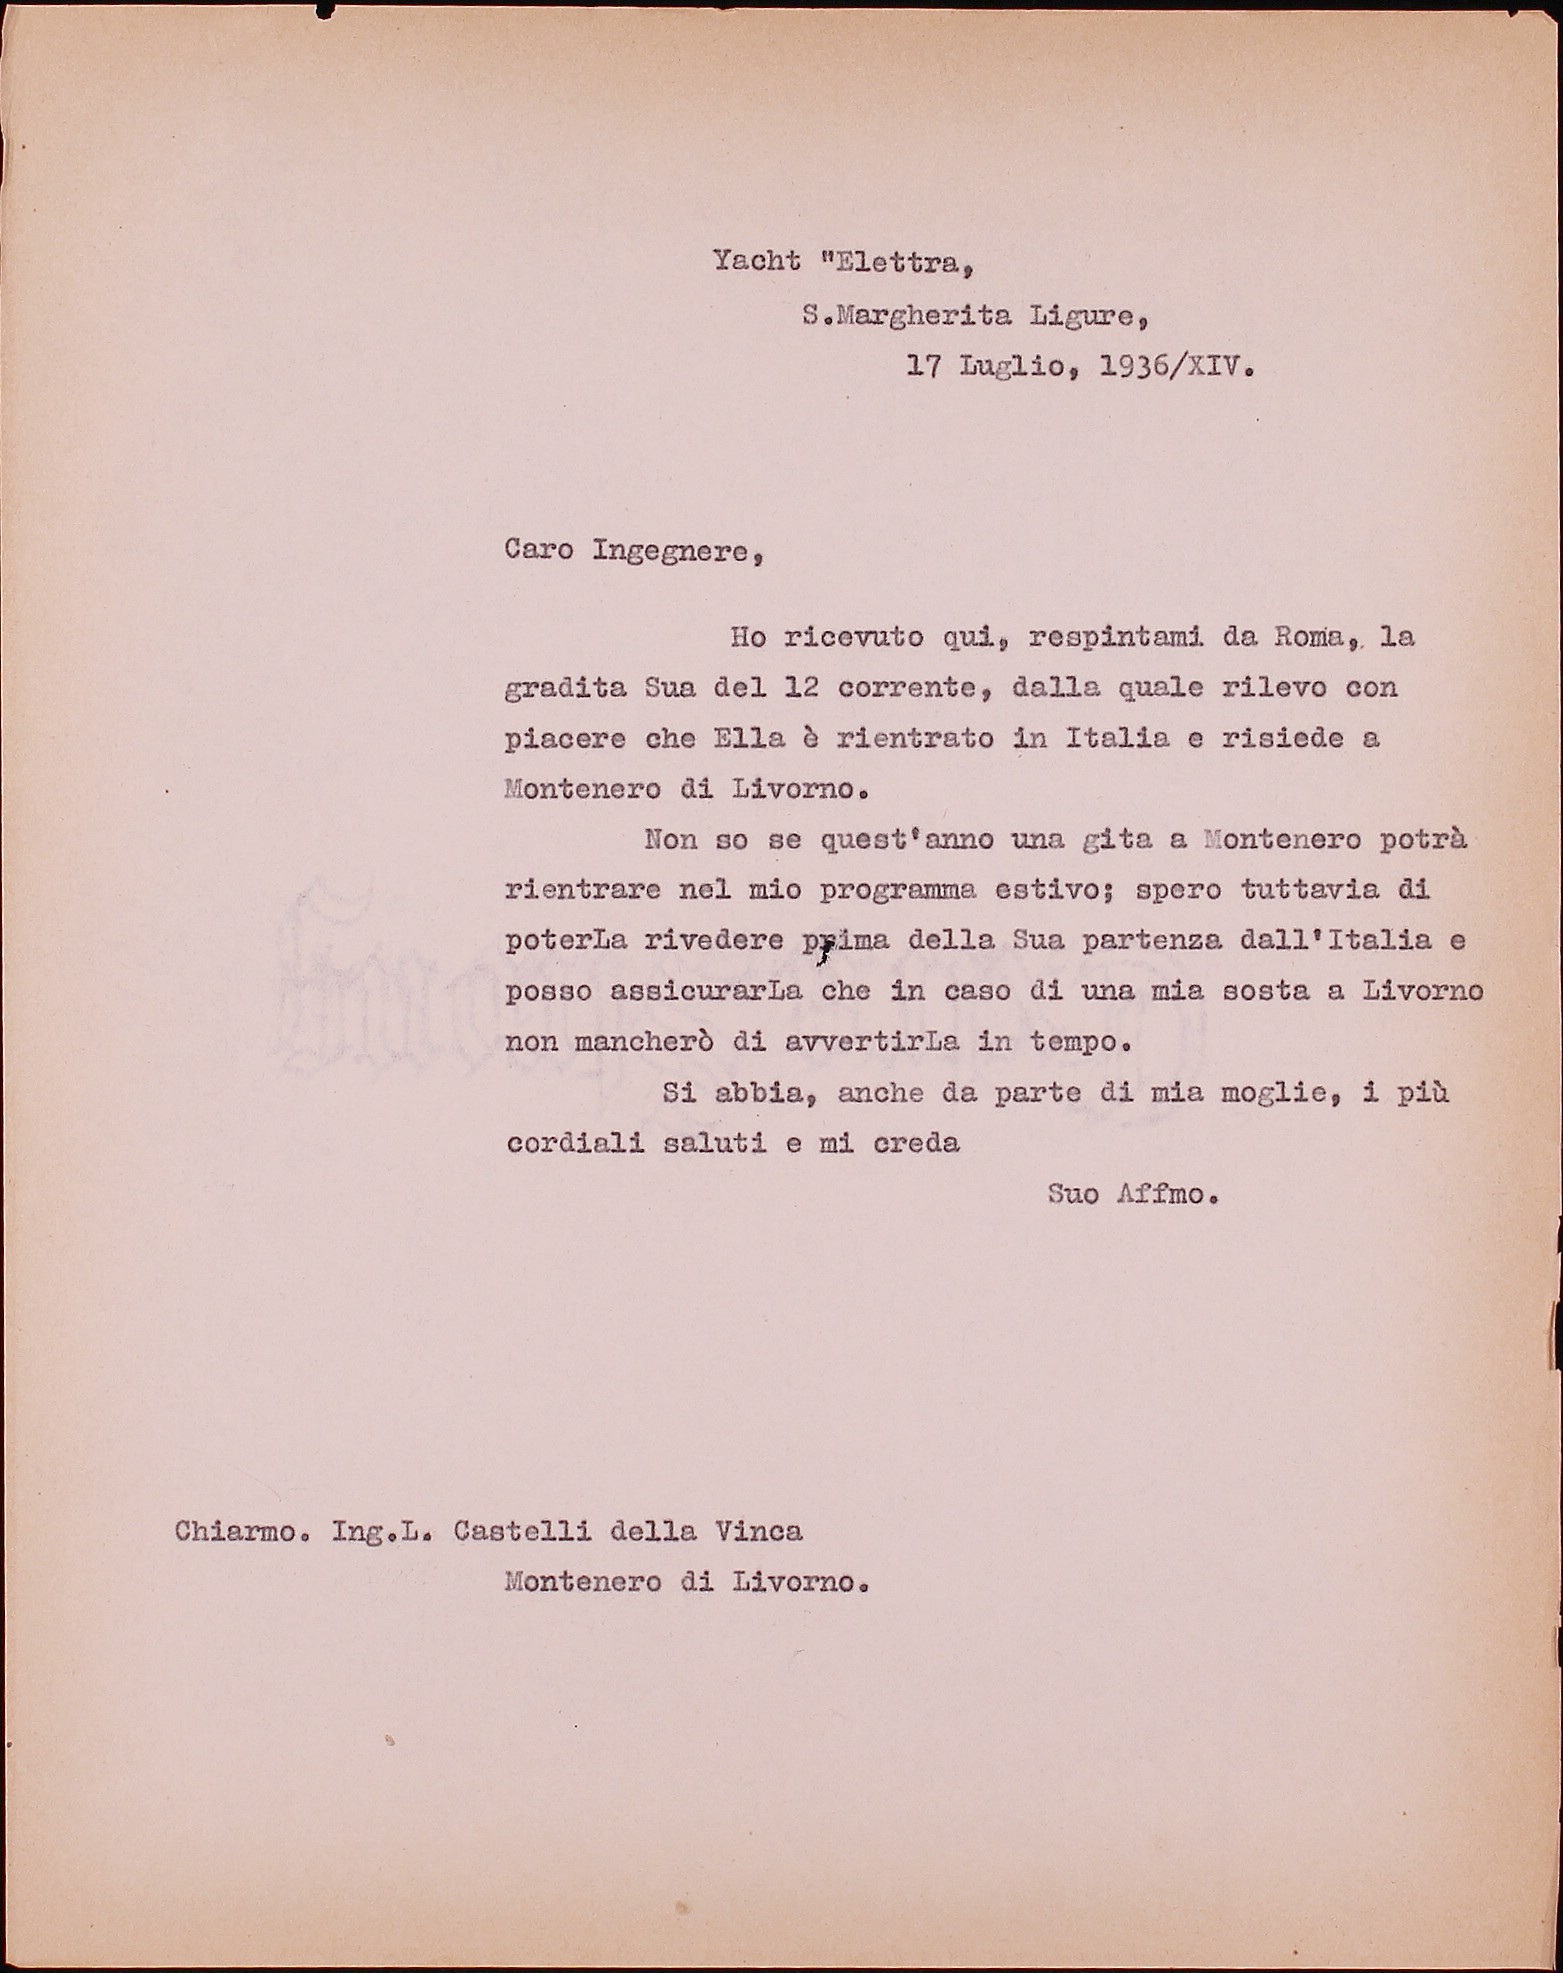 Yacht "Elettra,
S.Margherita Ligure,
17 Luglio, 1936/XIV.
Caro Ingegnere,
Ho ricevuto qui, respintami da Roma, la
gradita Sua del 12 corrente, dalla quale rilevo con
piacere che Ella è rientrato in Italia e risiede a
Montenero di Livorno.
Non so se quest'anno una gita a Montenero potrà
rientrare nel mio programma estivo; spero tuttavia di
poterLa rivedere prima della Sua partenza dall'Italia e
posso assicurarLa che in caso di una mia sosta a Livorno
non mancherò di avvertirLa in tempo.
Si abbia, anche da parte di mia moglie, i più
cordiali saluti e mi creda
Suo Affmo.
Chiarmo. Ing.L. Castelli della Vinca
Montenero di Livorno.